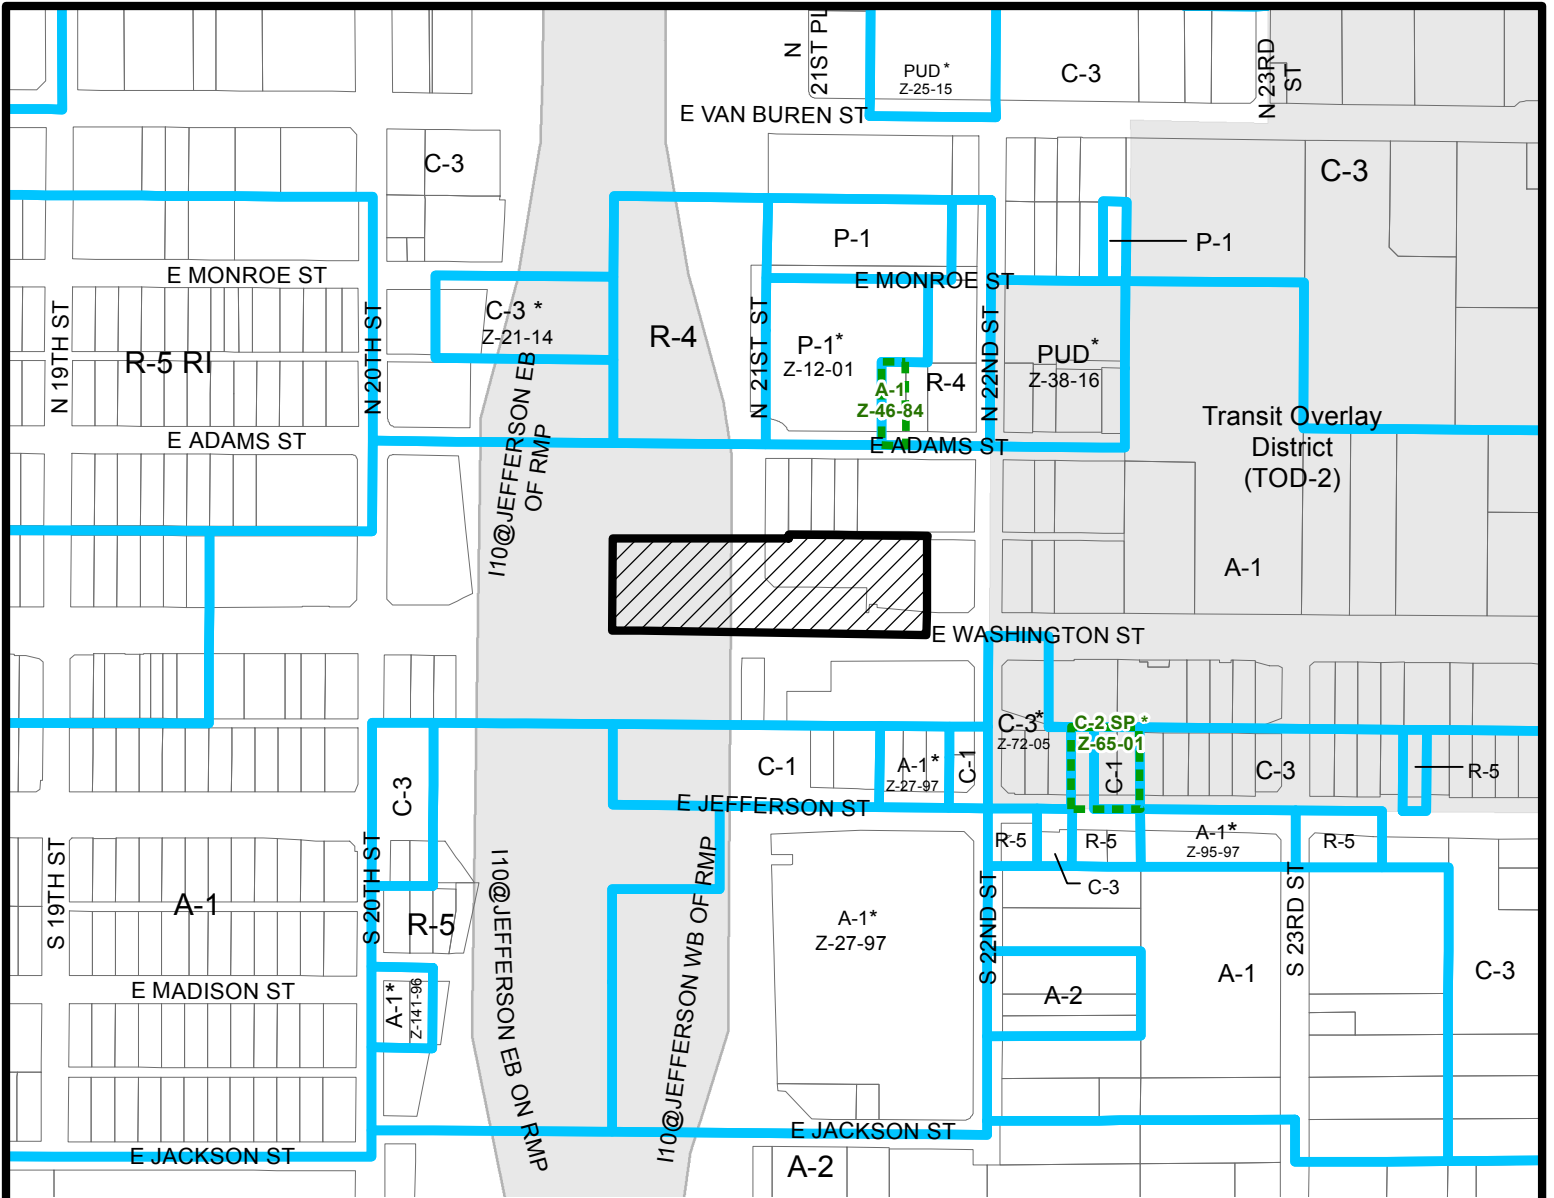 N
21ST PL
PUD *
Z-25-15
C-3
N 23RD
ST
E VAN BUREN ST
C-3
C-3
P-1
P-1
E MONROE ST
E MONROE ST
N 19TH ST
R-5 RI
N 20TH ST
C-3 *
Z-21-14
R-4
N 21ST ST
P-1*
Z-12-01
A-1
Z-46-84
R-4
N 22ND ST
PUD*
Z-38-16
Transit Overlay
District
(TOD-2)
E ADAMS ST
E ADAMS ST
I10@JEFFERSON EB
OF RMP
A-1
E WASHINGTON ST
C-3*
Z-72-05
C-2 SP *
Z-65-01
C-1
C-3
R-5
C-1
A-1*
Z-27-97
C-1
C-3
E JEFFERSON ST
R-5
C-3
R-5
A-1*
Z-95-97
R-5
S 19TH ST
A-1
S 20TH ST
R-5
I10@JEFFERSON EB ON RMP
I10@JEFFERSON WB OF RMP
A-1*
Z-27-97
S 22ND ST
S 23RD ST
A-1
C-3
A-2
E MADISON ST
A-1*
Z-141-96
E JACKSON ST
E JACKSON ST
A-2